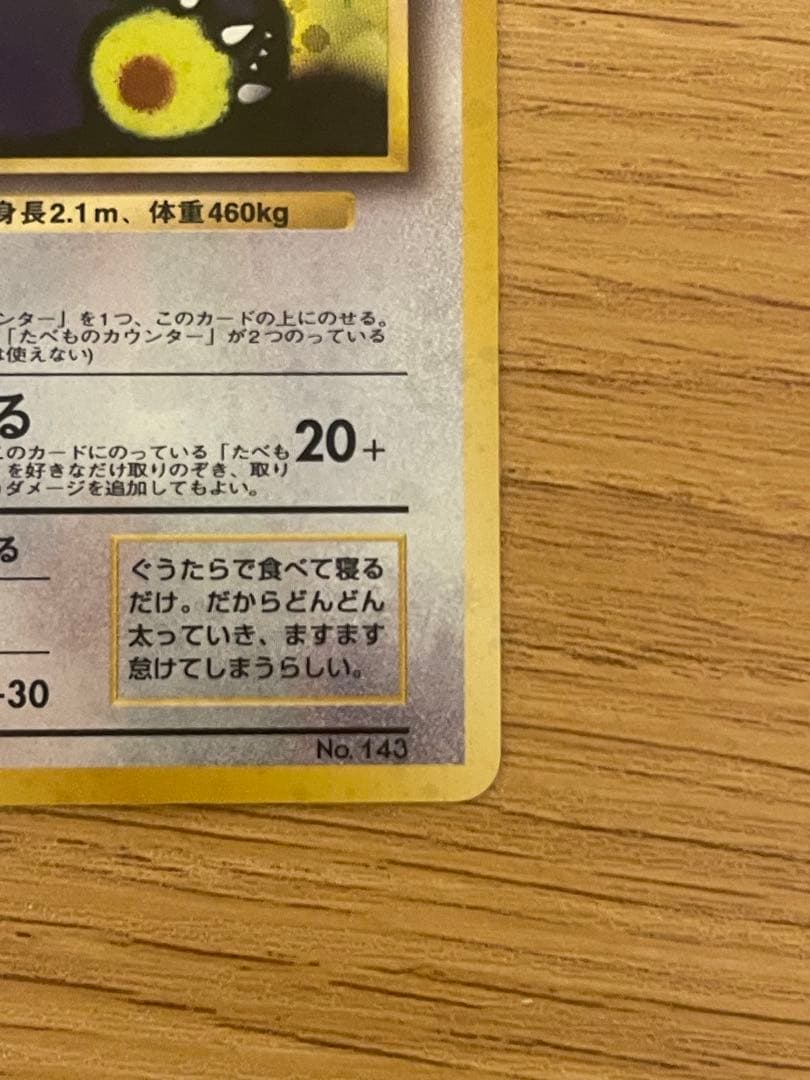 身長2.1m、体重460kg
ンター」を1つ、このカードの上にのせる。
「たべものカウンター」が2つのっている
は使えない)
る
20+
このカードにのっている「たべも
」を好きなだけ取りのぞき、取り
ダメージを追加してもよい。
る
ぐうたらで食べて寝る
だけ。だからどんどん
太っていき、ますます
怠けてしまうらしい。
-30
No. 143